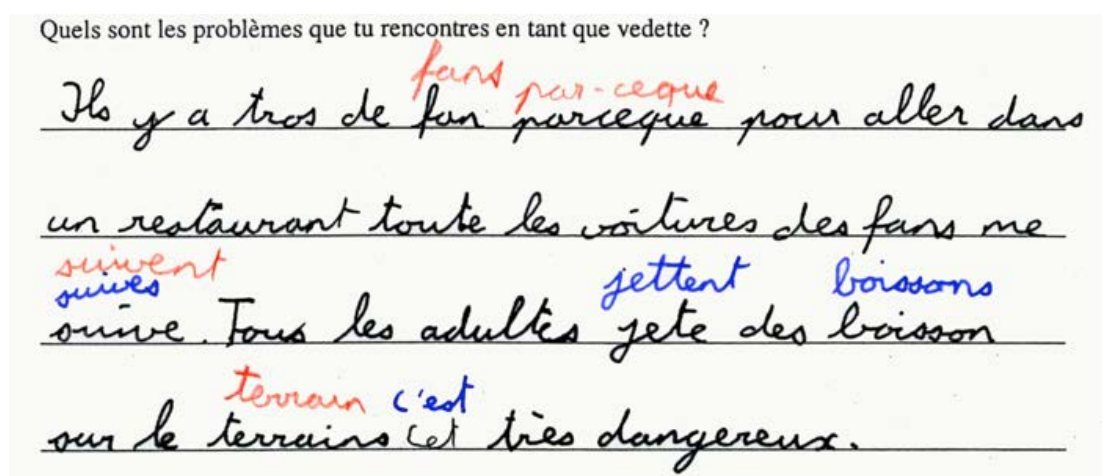 Quels sont les problèmes que tu rencontres en tant que vedette ?
fans par-ceque
Ils y a tros de fan parceque pour aller dans
un restaurant toute les voitures des fans me
suivent
suives jettent boissons
suive. Tous les adultes jete des boisson
terrain c'est
sur le terrains cet très dangereux.